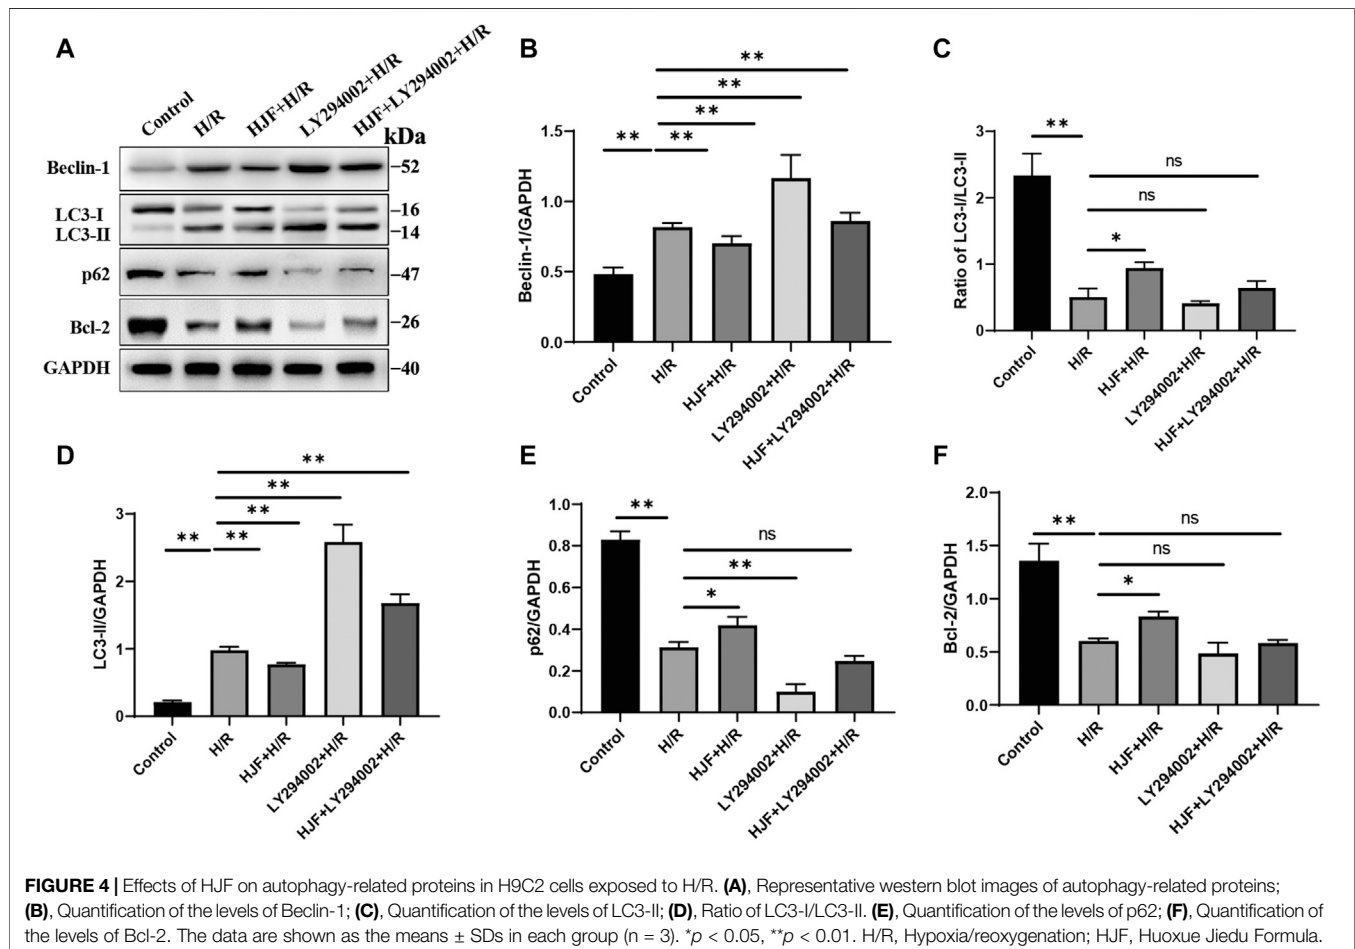 A
Control
H/R
HJF+H/R
LY294002+H/R
HJF+LY294002+H/R
kDa
Beclin-1
52
LC3-I
16
LC3-II
14
p62
47
Bcl-2
26
GAPDH
40
B
**
**
**
**
**
Beclin-1/GAPDH
1.5
1.0
0.5
0.0
Control
H/R
HJF+H/R
LY294002+H/R
HJF+LY294002+H/R
C
**
ns
ns
*
Ratio of LC3-I/LC3-II
3
2
1
0
Control
H/R
HJF+H/R
LY294002+H/R
HJF+LY294002+H/R
D
**
**
**
**
**
LC3-II/GAPDH
3
2
1
0
Control
H/R
HJF+H/R
LY294002+H/R
HJF+LY294002+H/R
E
**
ns
**
*
p62/GAPDH
1.0
0.8
0.6
0.4
0.2
0.0
Control
H/R
HJF+H/R
LY294002+H/R
HJF+LY294002+H/R
F
**
ns
ns
*
Bcl-2/GAPDH
2.0
1.5
1.0
0.5
0.0
Control
H/R
HJF+H/R
LY294002+H/R
HJF+LY294002+H/R
FIGURE 4 | Effects of HJF on autophagy-related proteins in H9C2 cells exposed to H/R. (A), Representative western blot images of autophagy-related proteins;
(B), Quantification of the levels of Beclin-1; (C), Quantification of the levels of LC3-II; (D), Ratio of LC3-I/LC3-II. (E), Quantification of the levels of p62; (F), Quantification of
the levels of Bcl-2. The data are shown as the means ± SDs in each group (n = 3). *p < 0.05, **p < 0.01. H/R, Hypoxia/reoxygenation; HJF, Huoxue Jiedu Formula.